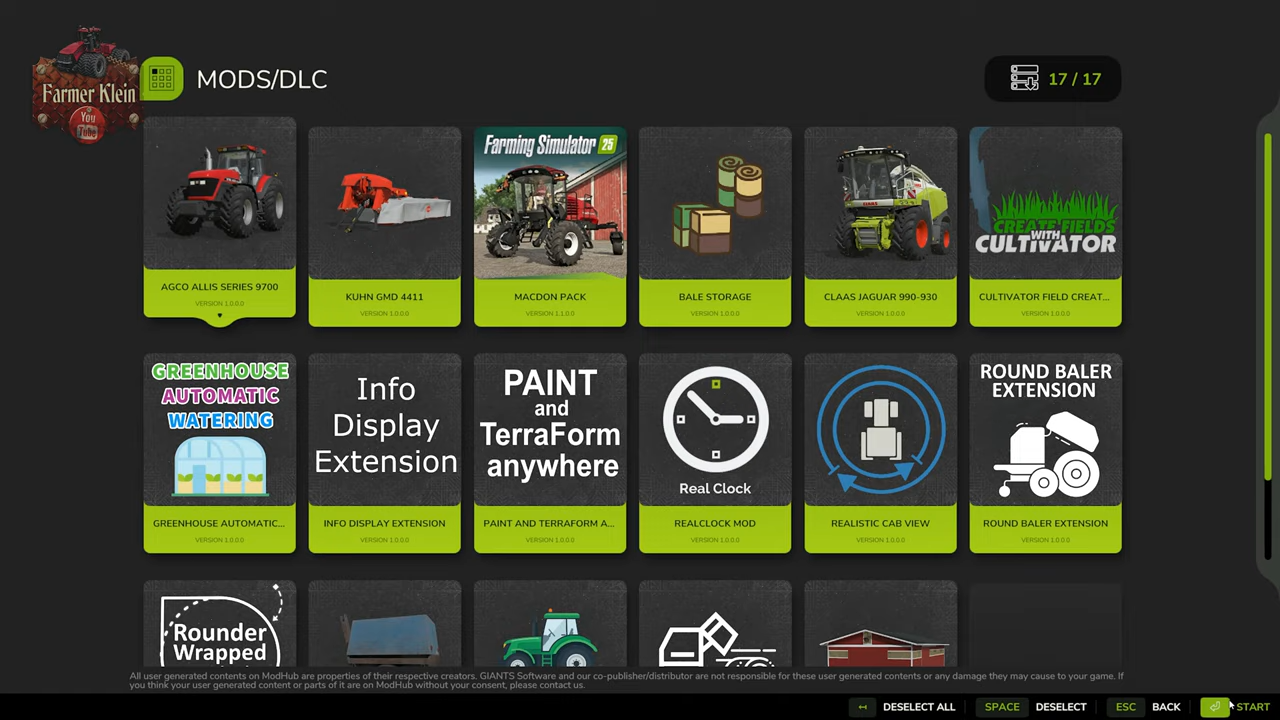 Farmer Klein
You
Tube
MODS/DLC
17 / 17
Farming Simulator 25
CREATE FIELDS
WITH
CULTIVATOR
AGCO ALLIS SERIES 9700
VERSION 1.0.0.0
KUHN GMD 4411
VERSION 1.0.0.0
MACDON PACK
VERSION 1.1.0.0
BALE STORAGE
VERSION 1.0.0.0
CLAAS JAGUAR 990-930
VERSION 1.0.0.0
CULTIVATOR FIELD CREAT...
VERSION 1.0.0.0
GREENHOUSE
AUTOMATIC
WATERING
Info
Display
Extension
PAINT
and
TerraForm
anywhere
Real Clock
ROUND BALER
EXTENSION
GREENHOUSE AUTOMATIC...
VERSION 1.0.0.0
INFO DISPLAY EXTENSION
VERSION 1.0.0.0
PAINT AND TERRAFORM A...
VERSION 1.0.0.0
REALCLOCK MOD
VERSION 1.0.0.0
REALISTIC CAB VIEW
VERSION 1.0.0.0
ROUND BALER EXTENSION
VERSION 1.0.0.0
Rounder
Wrapped
All user generated contents on ModHub are properties of their respective creators. GIANTS Software and our co-publisher/distributor are not responsible for these user generated contents or any damage they may cause to your game. If
you think your user generated content or parts of it are on ModHub without your consent, please contact us.
DESELECT ALL
SPACE DESELECT
ESC BACK
START